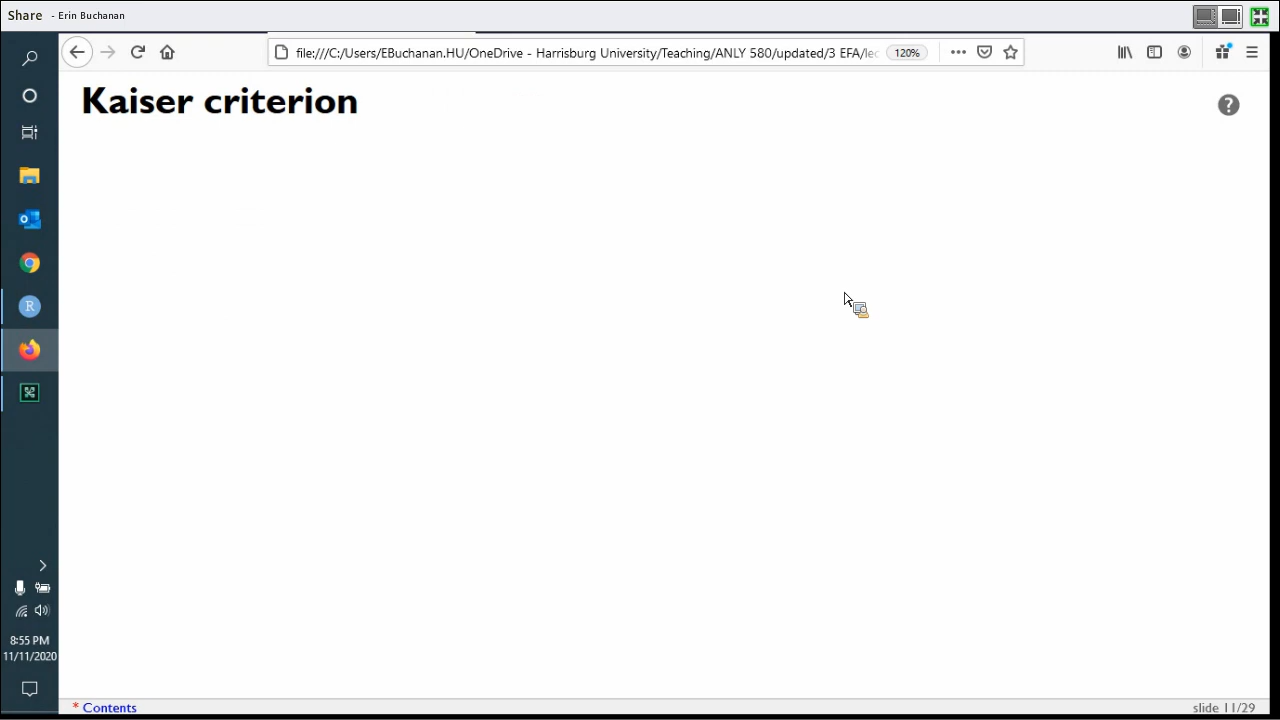 Share - Erin Buchanan
file:///C:/Users/EBuchanan.HU/OneDrive - Harrisburg University/Teaching/ANLY 580/updated/3 EFA/lec
120%
Kaiser criterion
?
R
8:55 PM
11/11/2020
* Contents
slide 11/29